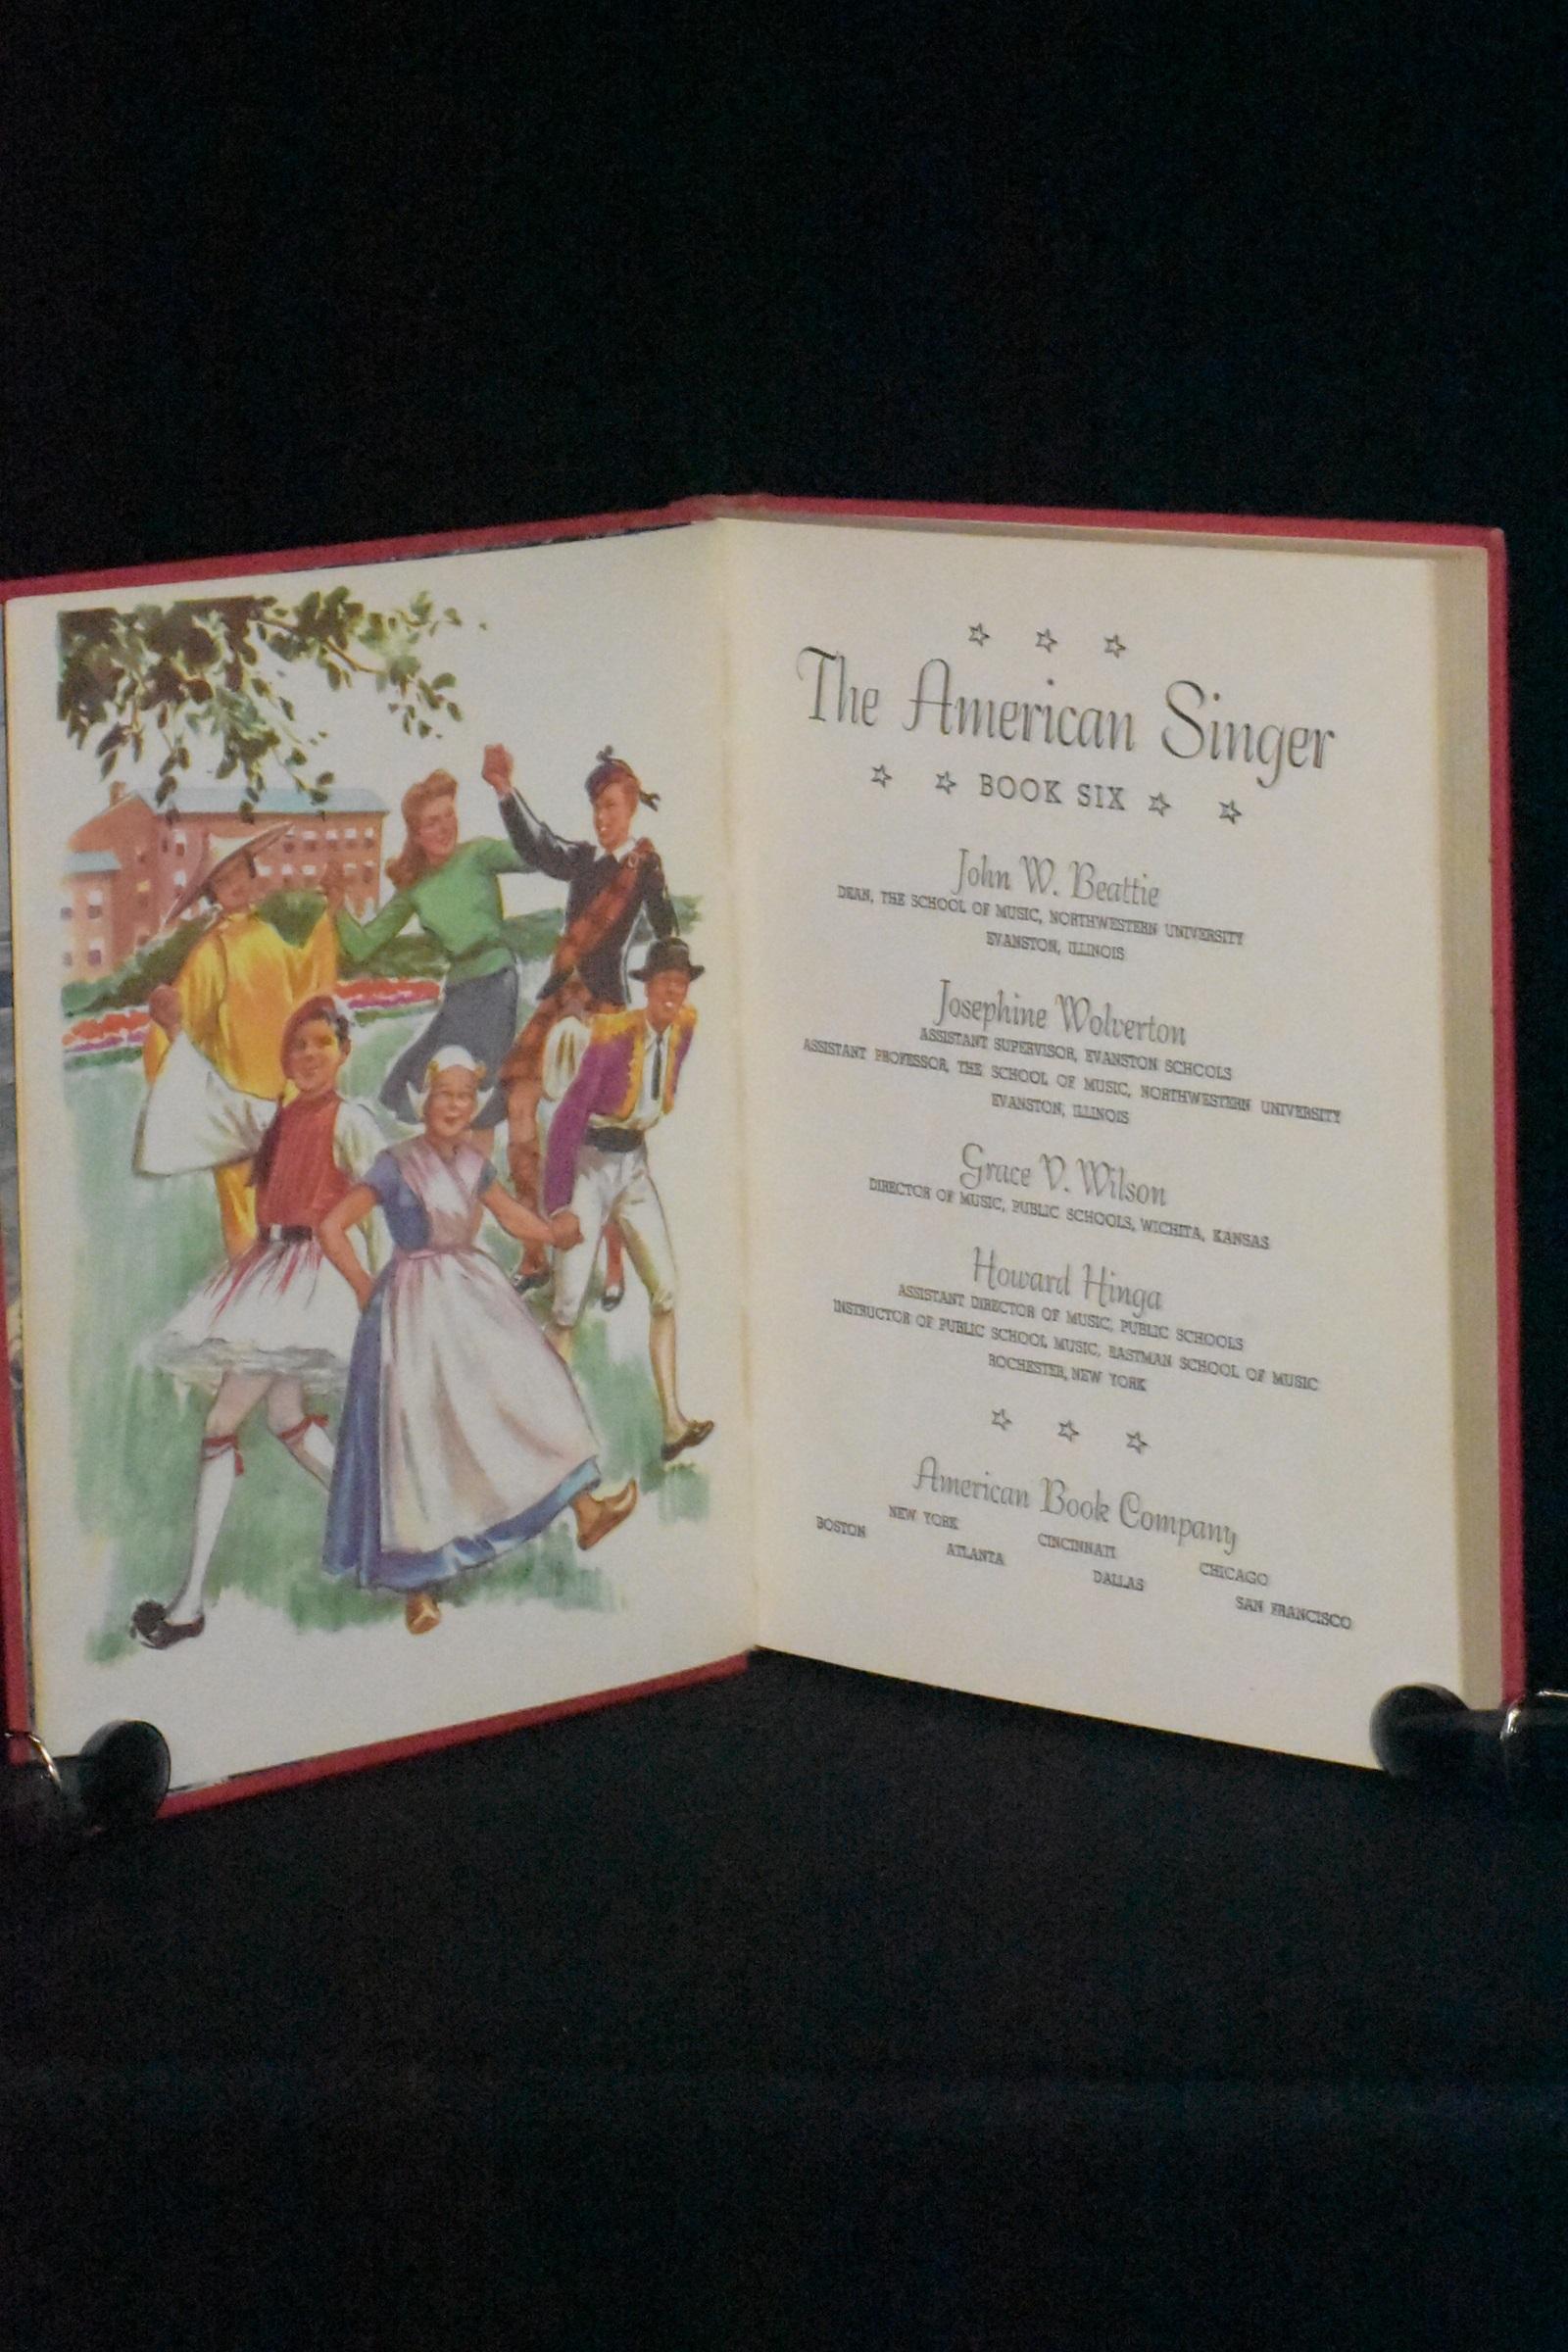 The American Singer
BOOK SIX
John W. Beattie
DEAN, THE SCHOOL OF MUSIC, NORTHWESTERN UNIVERSITY
EVANSTON, ILLINOIS
Josephine Wolverton
ASSISTANT SUPERVISOR, EVANSTON SCHOOLS
ASSISTANT PROFESSOR, THE SCHOOL OF MUSIC, NORTHWESTERN UNIVERSITY
EVANSTON, ILLINOIS
Grace V. Wilson
DIRECTOR OF MUSIC, PUBLIC SCHOOLS, WICHITA, KANSAS
Howard Hinga
ASSISTANT DIRECTOR OF MUSIC, PUBLIC SCHOOLS
INSTRUCTOR OF PUBLIC SCHOOL MUSIC, EASTMAN SCHOOL OF MUSIC
ROCHESTER, NEW YORK
American Book Company
NEW YORK CINCINNATI CHICAGO
BOSTON ATLANTA DALLAS SAN FRANCISCO